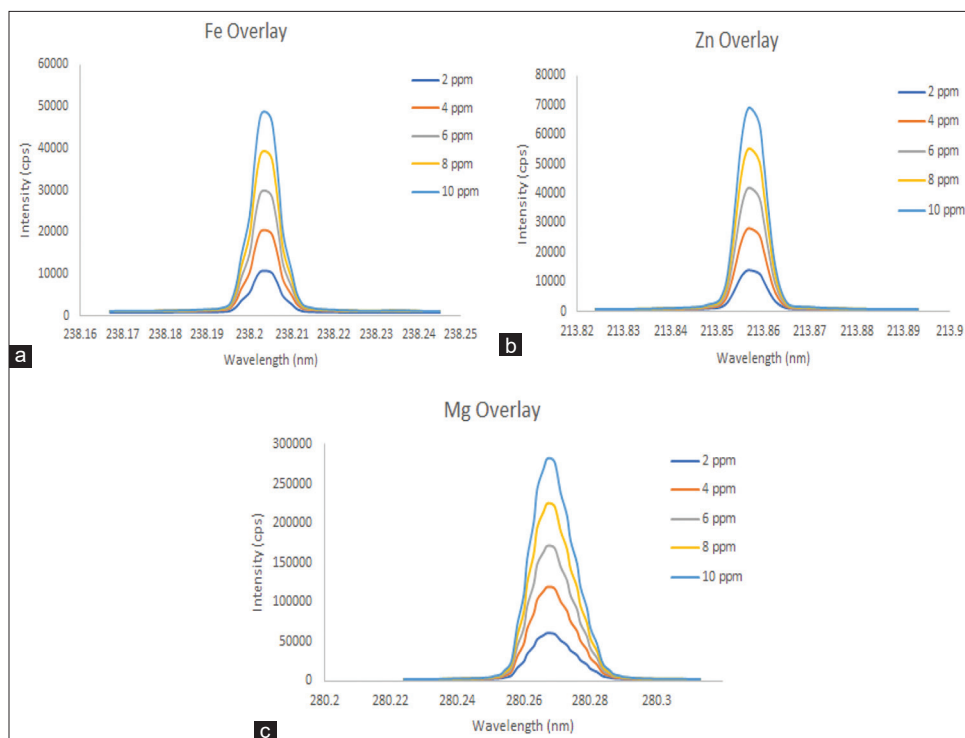 Fe Overlay
60000
50000
40000
30000
20000
10000
0
Intensity (cps)
238.16 238.17 238.18 238.19 238.2 238.21 238.22 238.23 238.24 238.25
Wavelength (nm)
2 ppm
4 ppm
6 ppm
8 ppm
10 ppm
a
Zn Overlay
80000
70000
60000
50000
40000
30000
20000
10000
0
Intensity (cps)
213.82 213.83 213.84 213.85 213.86 213.87 213.88 213.89 213.9
Wavelength (nm)
2 ppm
4 ppm
6 ppm
8 ppm
10 ppm
b
Mg Overlay
300000
250000
200000
150000
100000
50000
0
Intensity (cps)
280.2 280.22 280.24 280.26 280.28 280.3
Wavelength (nm)
2 ppm
4 ppm
6 ppm
8 ppm
10 ppm
c